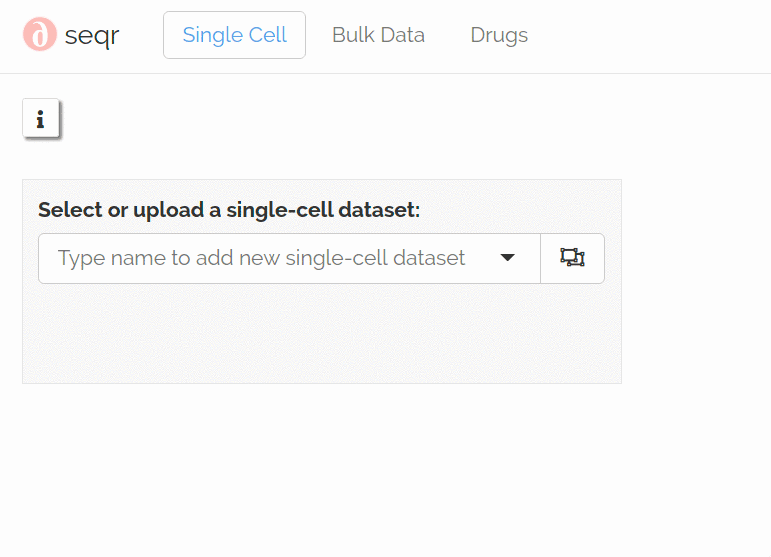 seqr Single Cell Bulk Data Drugs
i
Select or upload a single-cell dataset:
Type name to add new single-cell dataset